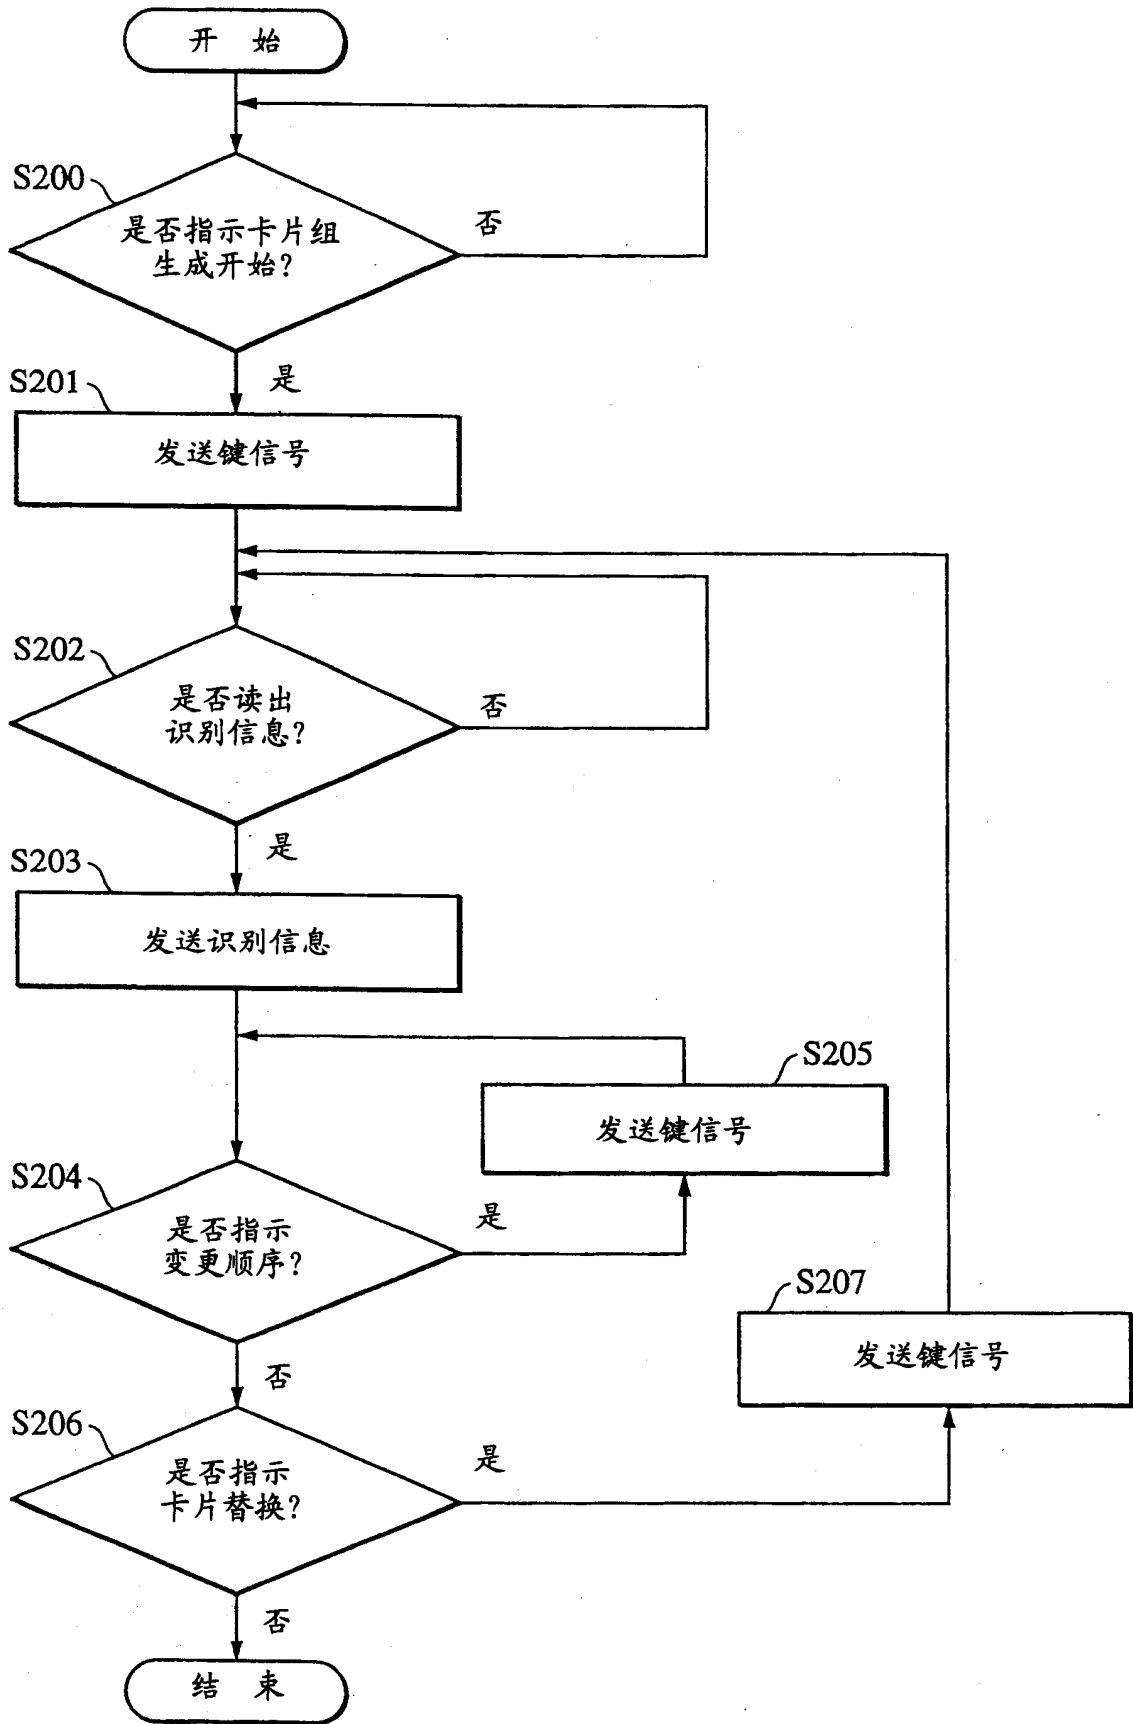 开 始
S200
是否指示卡片组
生成开始?
否
是
S201
发送键信号
S202
是否读出
识别信息?
否
是
S203
发送识别信息
S205
发送键信号
S204
是否指示
变更顺序?
是
否
S207
发送键信号
S206
是否指示
卡片替换?
是
否
结 束